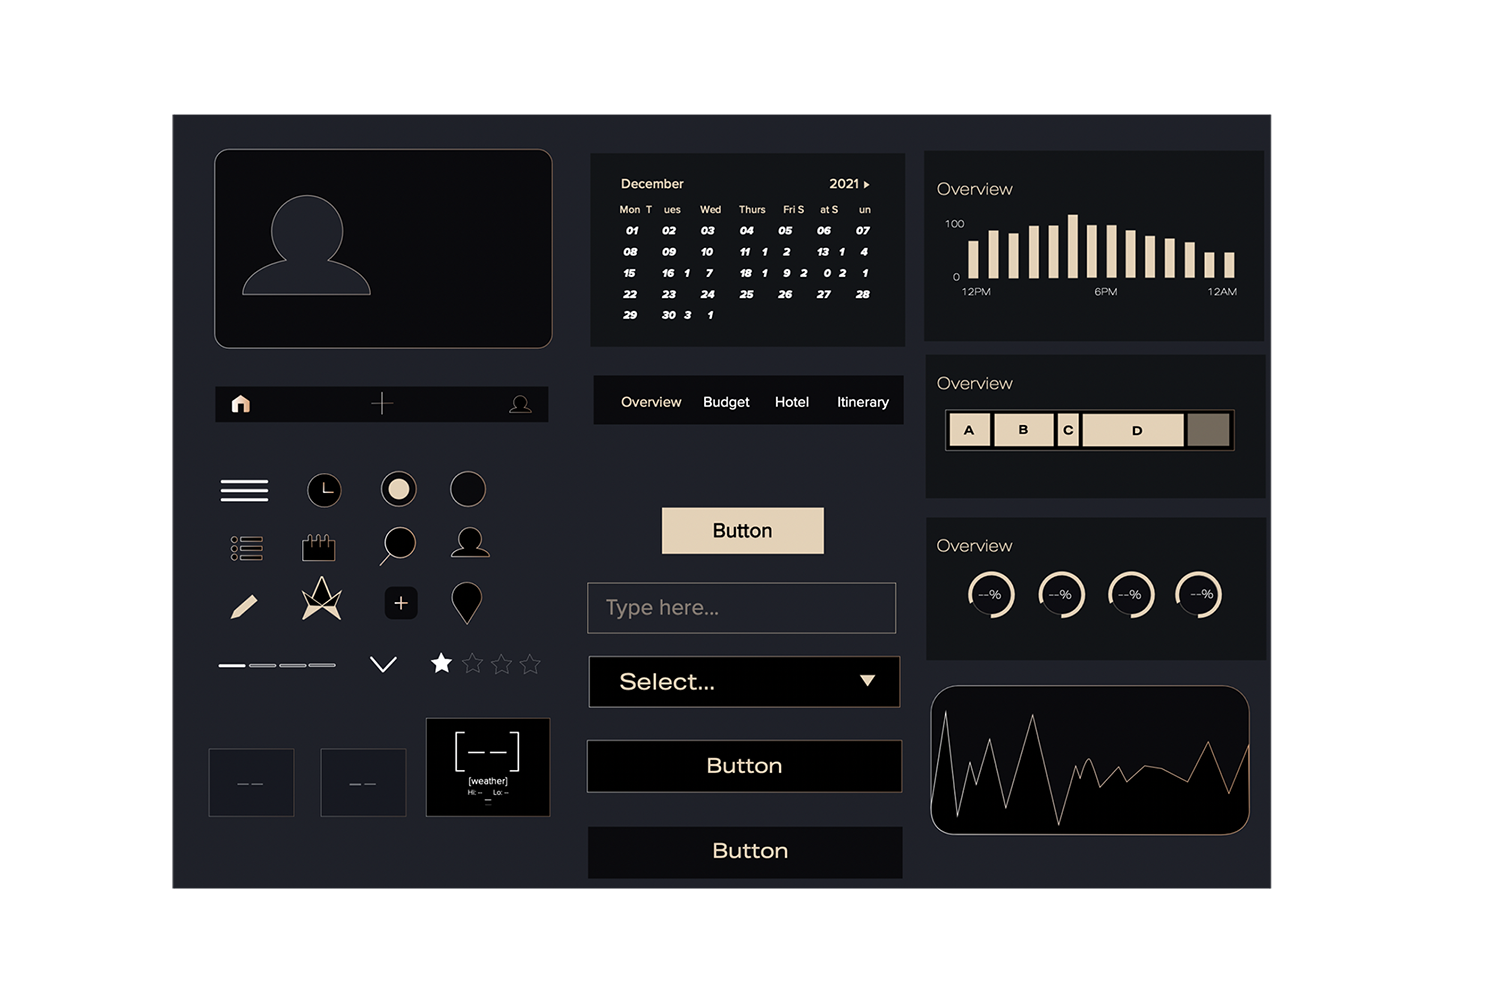 December 2021
Mon T ues Wed Thurs Fri S at S un
01 02 03 04 05 06 07
08 09 10 11 1 2 13 1 4
15 16 1 7 18 1 9 2 0 2 1
22 23 24 25 26 27 28
29 30 3 1
Overview Budget Hotel Itinerary
Button
Type here...
Select...
Button
Button
[weather]
Hi: -- Lo: --
Overview
100
0
12PM 6PM 12AM
Overview
A B C D
Overview
--% --% --% --%